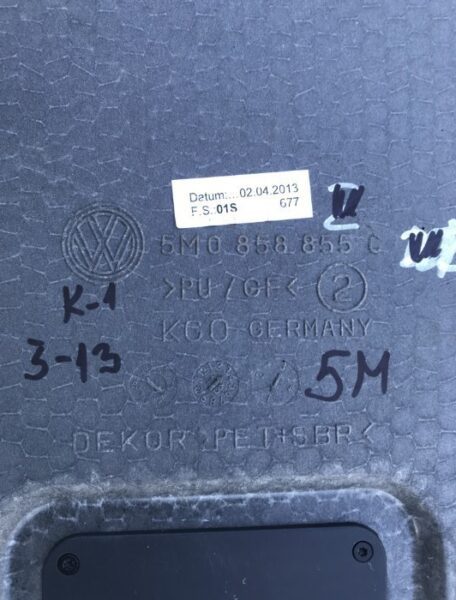 Datum:...02.04.2013
F.S.:01S 677
VW
5M0 858 855 C
>PU/GF< 2
K-1
KGO GERMANY
3-13
5M
DEKOR >PET+SBR<